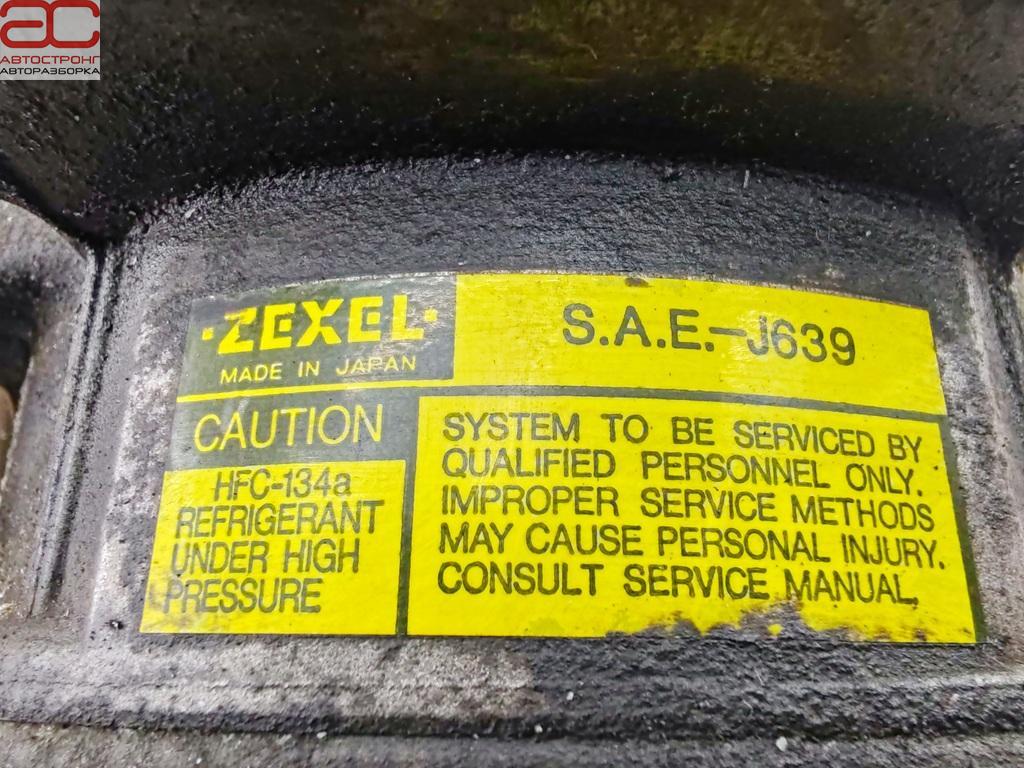 АС
АВТОСТРОНГ
АВТОРАЗБОРКА
·ZEXEL·
MADE IN JAPAN
S.A.E.-J639
CAUTION
HFC-134a
REFRIGERANT
UNDER HIGH
PRESSURE
SYSTEM TO BE SERVICED BY
QUALIFIED PERSONNEL ONLY.
IMPROPER SERVICE METHODS
MAY CAUSE PERSONAL INJURY.
CONSULT SERVICE MANUAL.